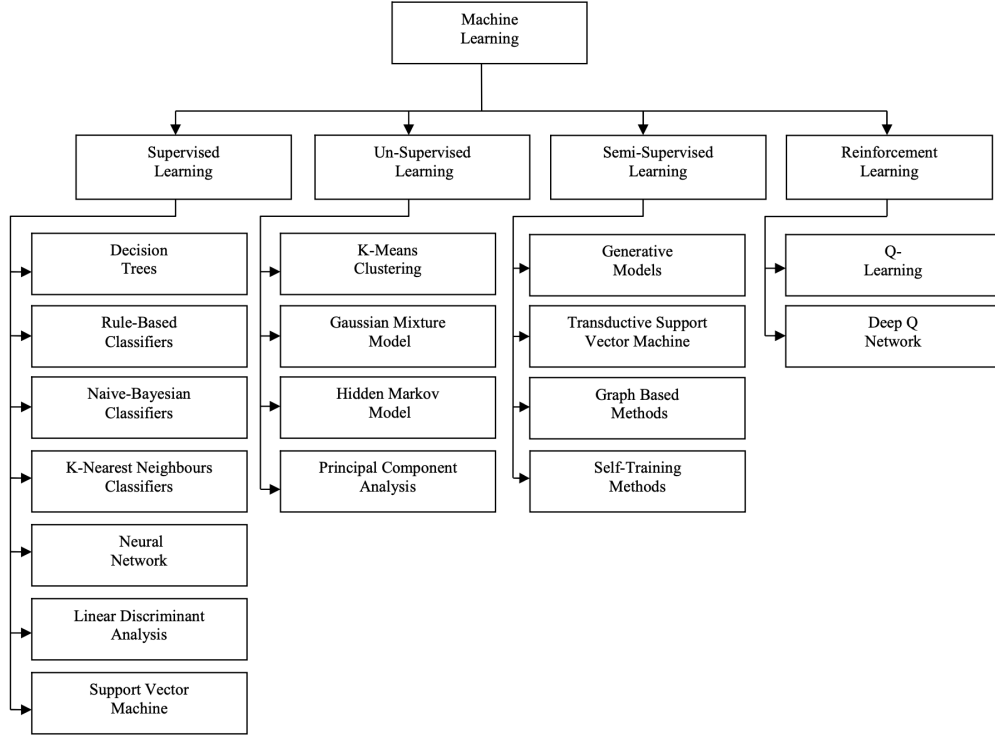 Machine
Learning
Supervised
Learning
Un-Supervised
Learning
Semi-Supervised
Learning
Reinforcement
Learning
Decision
Trees
Rule-Based
Classifiers
Naive-Bayesian
Classifiers
K-Nearest Neighbours
Classifiers
Neural
Network
Linear Discriminant
Analysis
Support Vector
Machine
K-Means
Clustering
Gaussian Mixture
Model
Hidden Markov
Model
Principal Component
Analysis
Generative
Models
Transductive Support
Vector Machine
Graph Based
Methods
Self-Training
Methods
Q-
Learning
Deep Q
Network